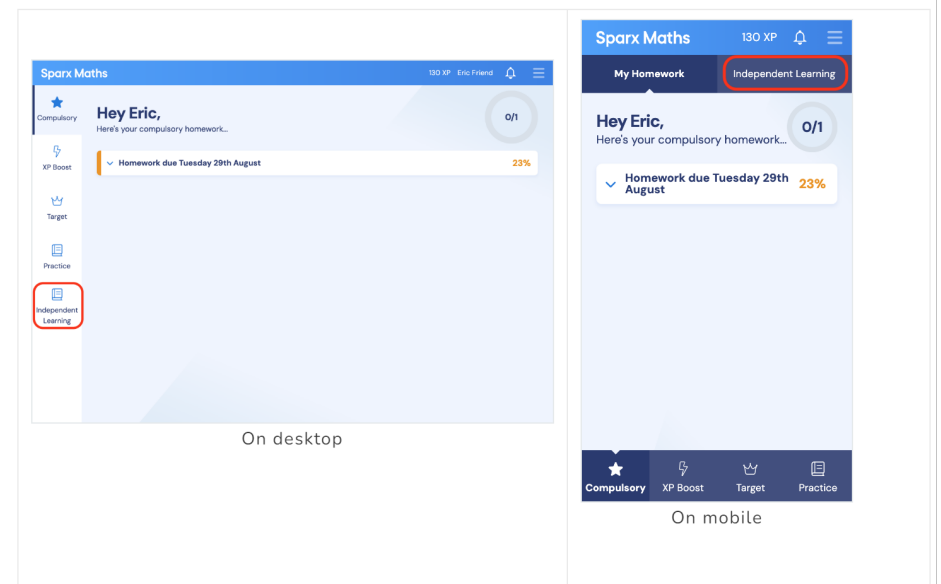 Sparx Maths
130 XP Eric Friend
Compulsory
XP Boost
Target
Practice
Independent
Learning
Hey Eric,
Here's your compulsory homework...
0/1
Homework due Tuesday 29th August
23%
On desktop
Sparx Maths
130 XP
My Homework
Independent Learning
Hey Eric,
Here's your compulsory homework...
0/1
Homework due Tuesday 29th
August
23%
Compulsory
XP Boost
Target
Practice
On mobile